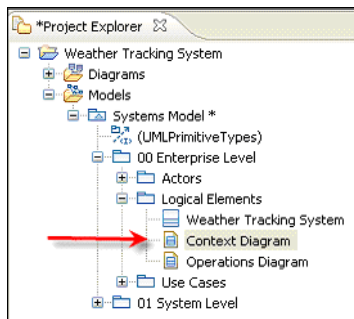 *Project Explorer
Weather Tracking System
Diagrams
Models
Systems Model *
(UMLPrimitiveTypes)
00 Enterprise Level
Actors
Logical Elements
Weather Tracking System
Context Diagram
Operations Diagram
Use Cases
01 System Level